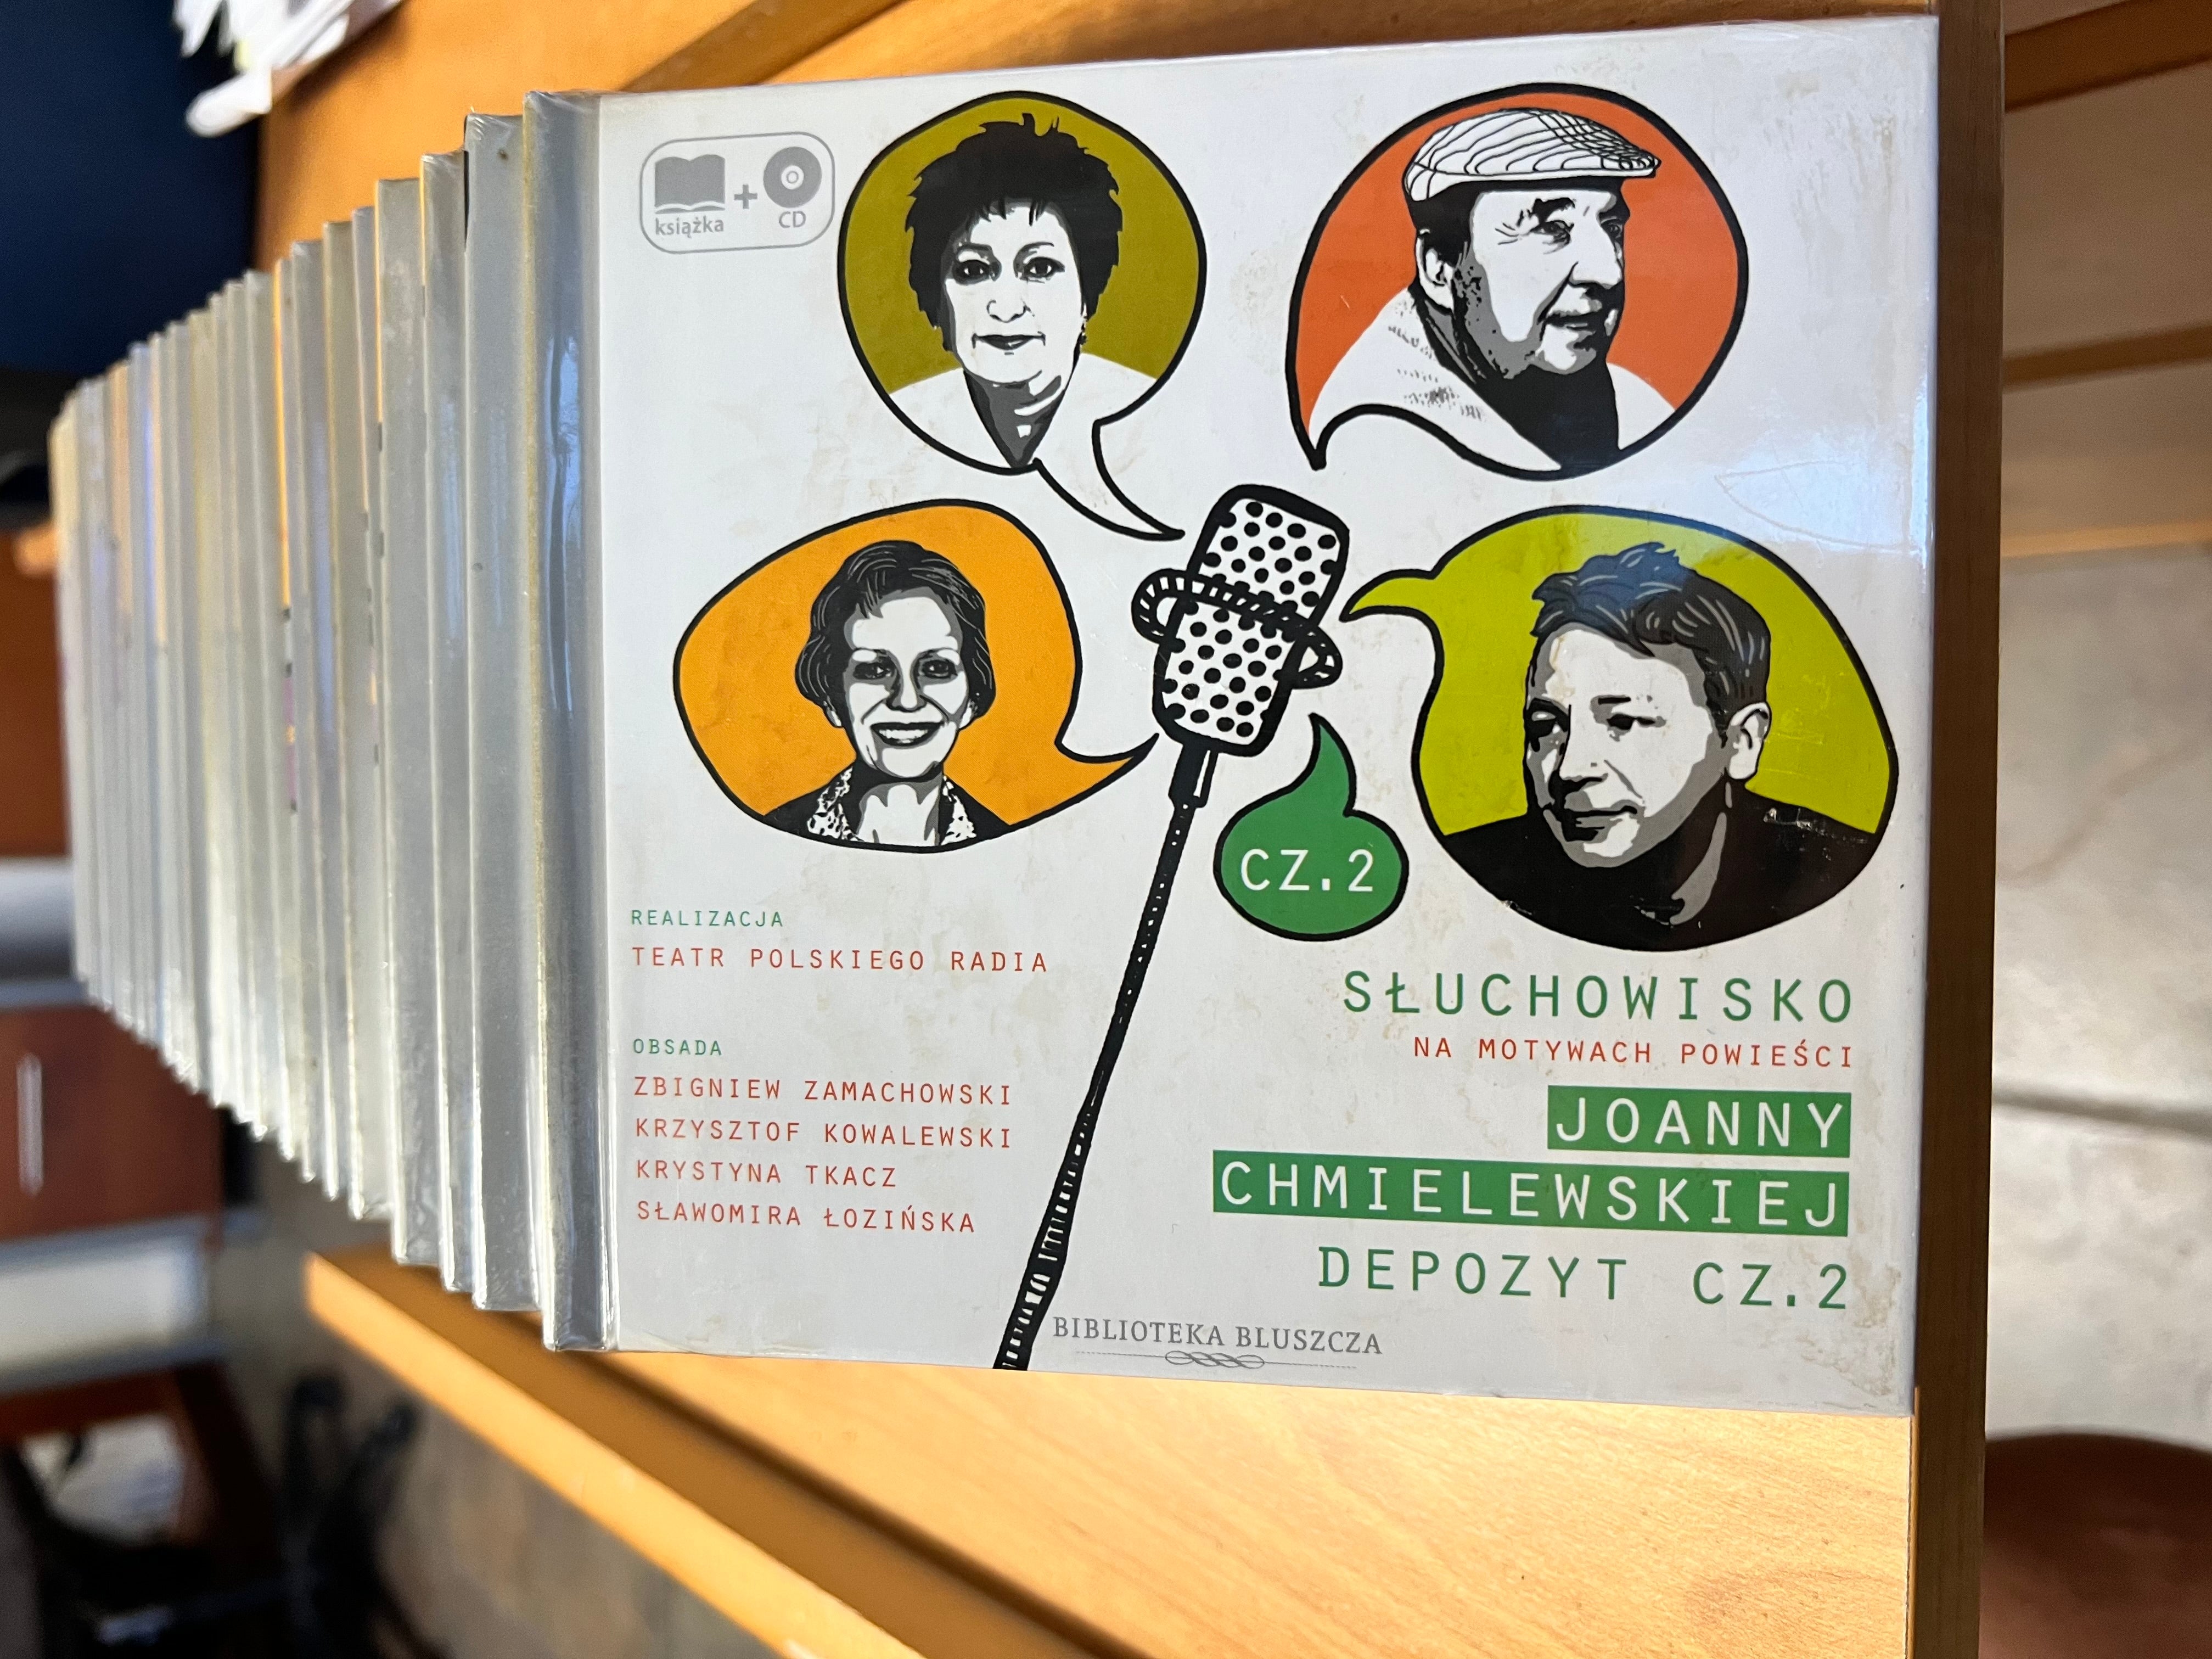 książka + CD
CZ.2
REALIZACJA
TEATR POLSKIEGO RADIA
OBSADA
ZBIGNIEW ZAMACHOWSKI
KRZYSZTOF KOWALEWSKI
KRYSTYNA TKACZ
SŁAWOMIRA ŁOZIŃSKA
SŁUCHOWISKO
NA MOTYWACH POWIEŚCI
JOANNY
CHMIELEWSKIEJ
DEPOZYT CZ.2
BIBLIOTEKA BLUSZCZA